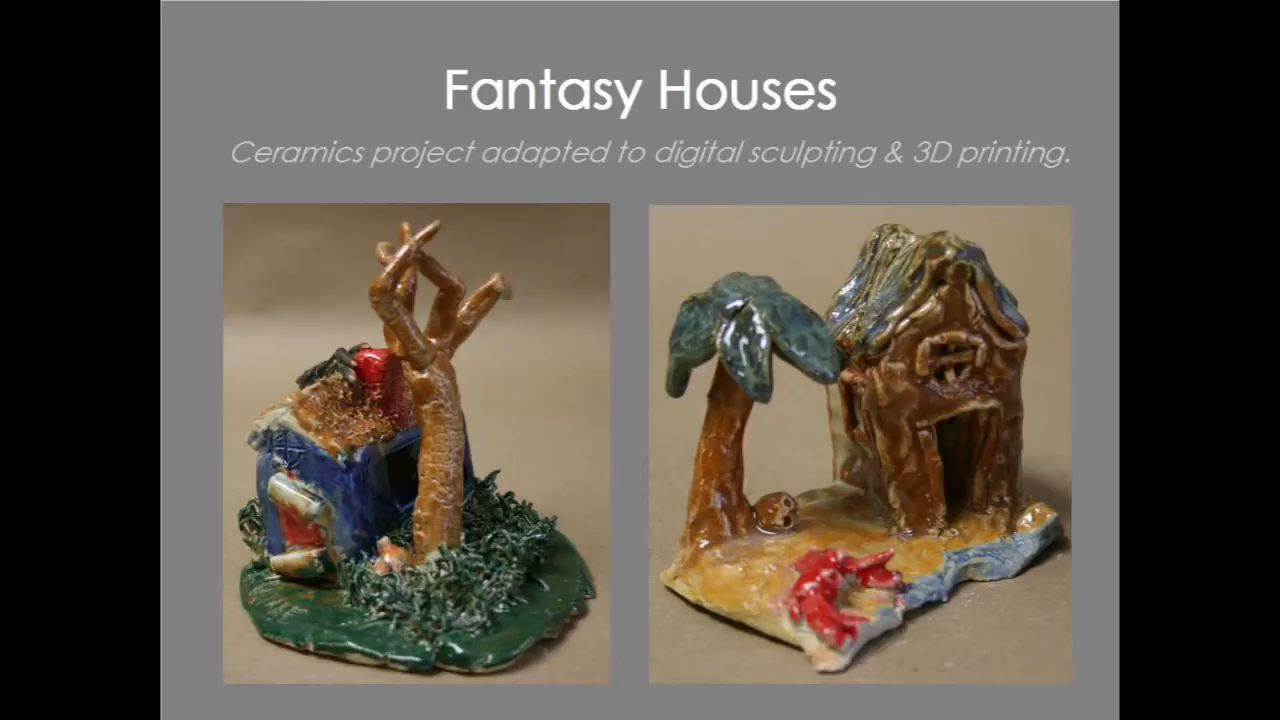 Fantasy Houses
Ceramics project adapted to digital sculpting & 3D printing.